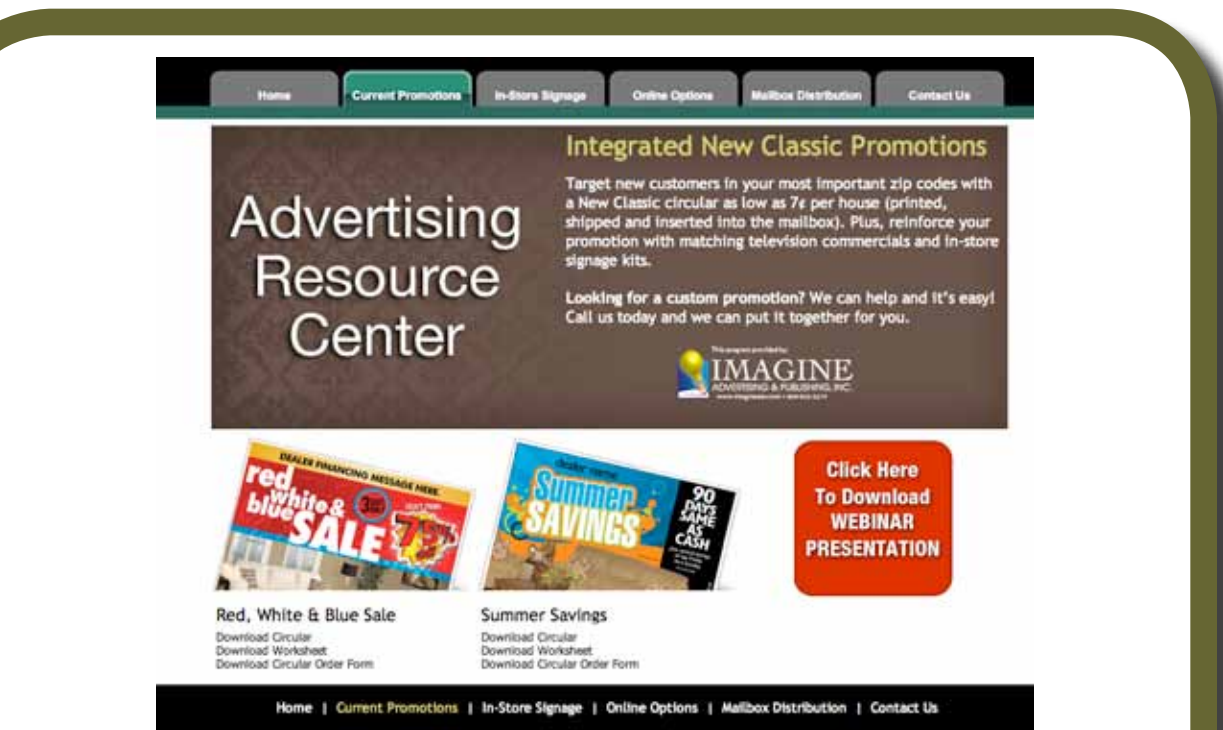 Home Current Promotions In-Store Signage Online Options Mailbox Distribution Contact Us
Advertising
Resource
Center
Integrated New Classic Promotions
Target new customers in your most important zip codes with
a New Classic circular as low as 7¢ per house (printed,
shipped and inserted into the mailbox). Plus, reinforce your
promotion with matching television commercials and in-store
signage kits.
Looking for a custom promotion? We can help and it's easy!
Call us today and we can put it together for you.
This program provided by:
IMAGINE
ADVERTISING & PUBLISHING, INC.
DEALER FINANCING MESSAGE HERE.
red
white &
blue
SALE
3
75%
dealer name
Summer
SAVINGS
90
DAYS
SAME
AS
CASH
Click Here
To Download
WEBINAR
PRESENTATION
Red, White & Blue Sale
Download Circular
Download Worksheet
Download Circular Order Form
Summer Savings
Download Circular
Download Worksheet
Download Circular Order Form
Home | Current Promotions | In-Store Signage | Online Options | Mailbox Distribution | Contact Us